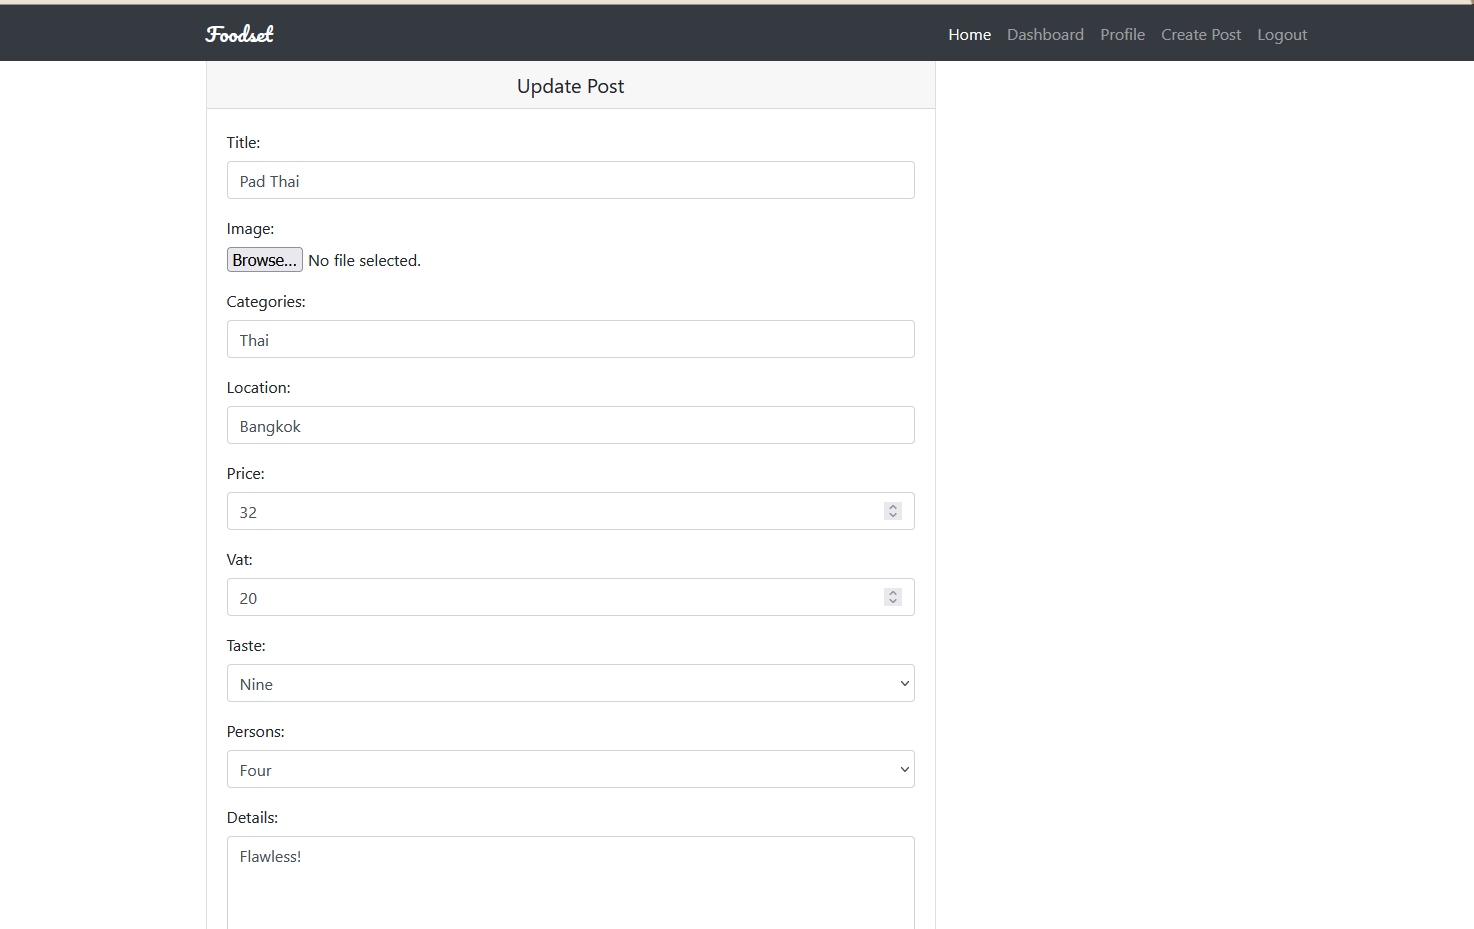 Foodset
Home Dashboard Profile Create Post Logout
Update Post
Title:
Pad Thai
Image:
Browse... No file selected.
Categories:
Thai
Location:
Bangkok
Price:
32
Vat:
20
Taste:
Nine
Persons:
Four
Details:
Flawless!